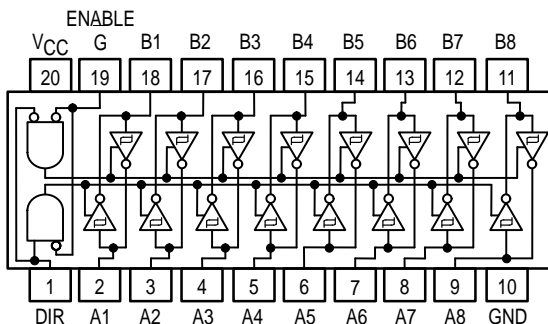 ENABLE
VCC G B1 B2 B3 B4 B5 B6 B7 B8
20 19 18 17 16 15 14 13 12 11
1 2 3 4 5 6 7 8 9 10
DIR A1 A2 A3 A4 A5 A6 A7 A8 GND